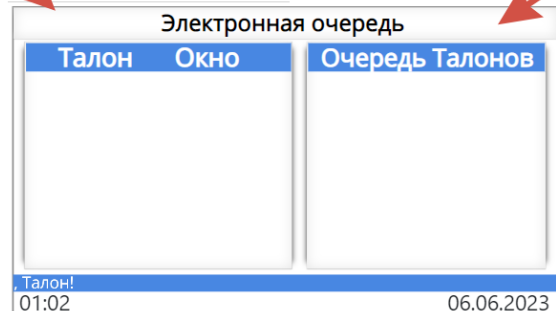 Электронная очередь
Талон Окно
Очередь Талонов
, Талон!
01:02
06.06.2023